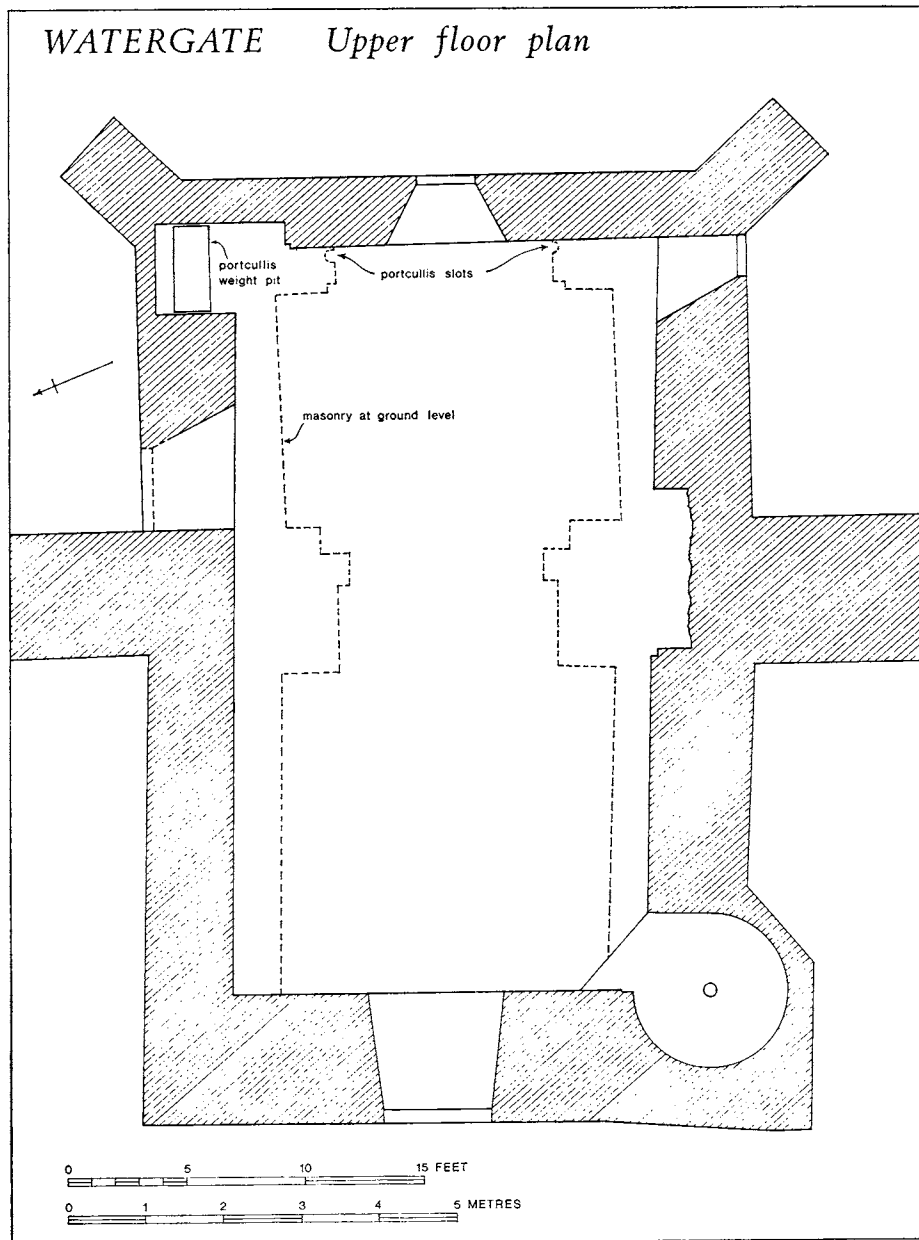 WATERGATE Upper floor plan
portcullis
weight pit
portcullis slots
masonry at ground level
0 5 10 15 FEET
0 1 2 3 4 5 METRES